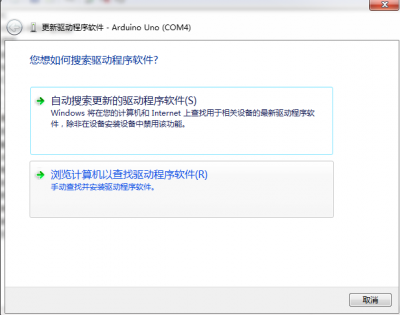 更新驱动程序软件 - Arduino Uno (COM4)
您想如何搜索驱动程序软件?
自动搜索更新的驱动程序软件(S)
Windows 将在您的计算机和 Internet 上查找用于相关设备的最新驱动程序软
件，除非在设备安装设置中禁用该功能。
浏览计算机以查找驱动程序软件(R)
手动查找并安装驱动程序软件。
取消